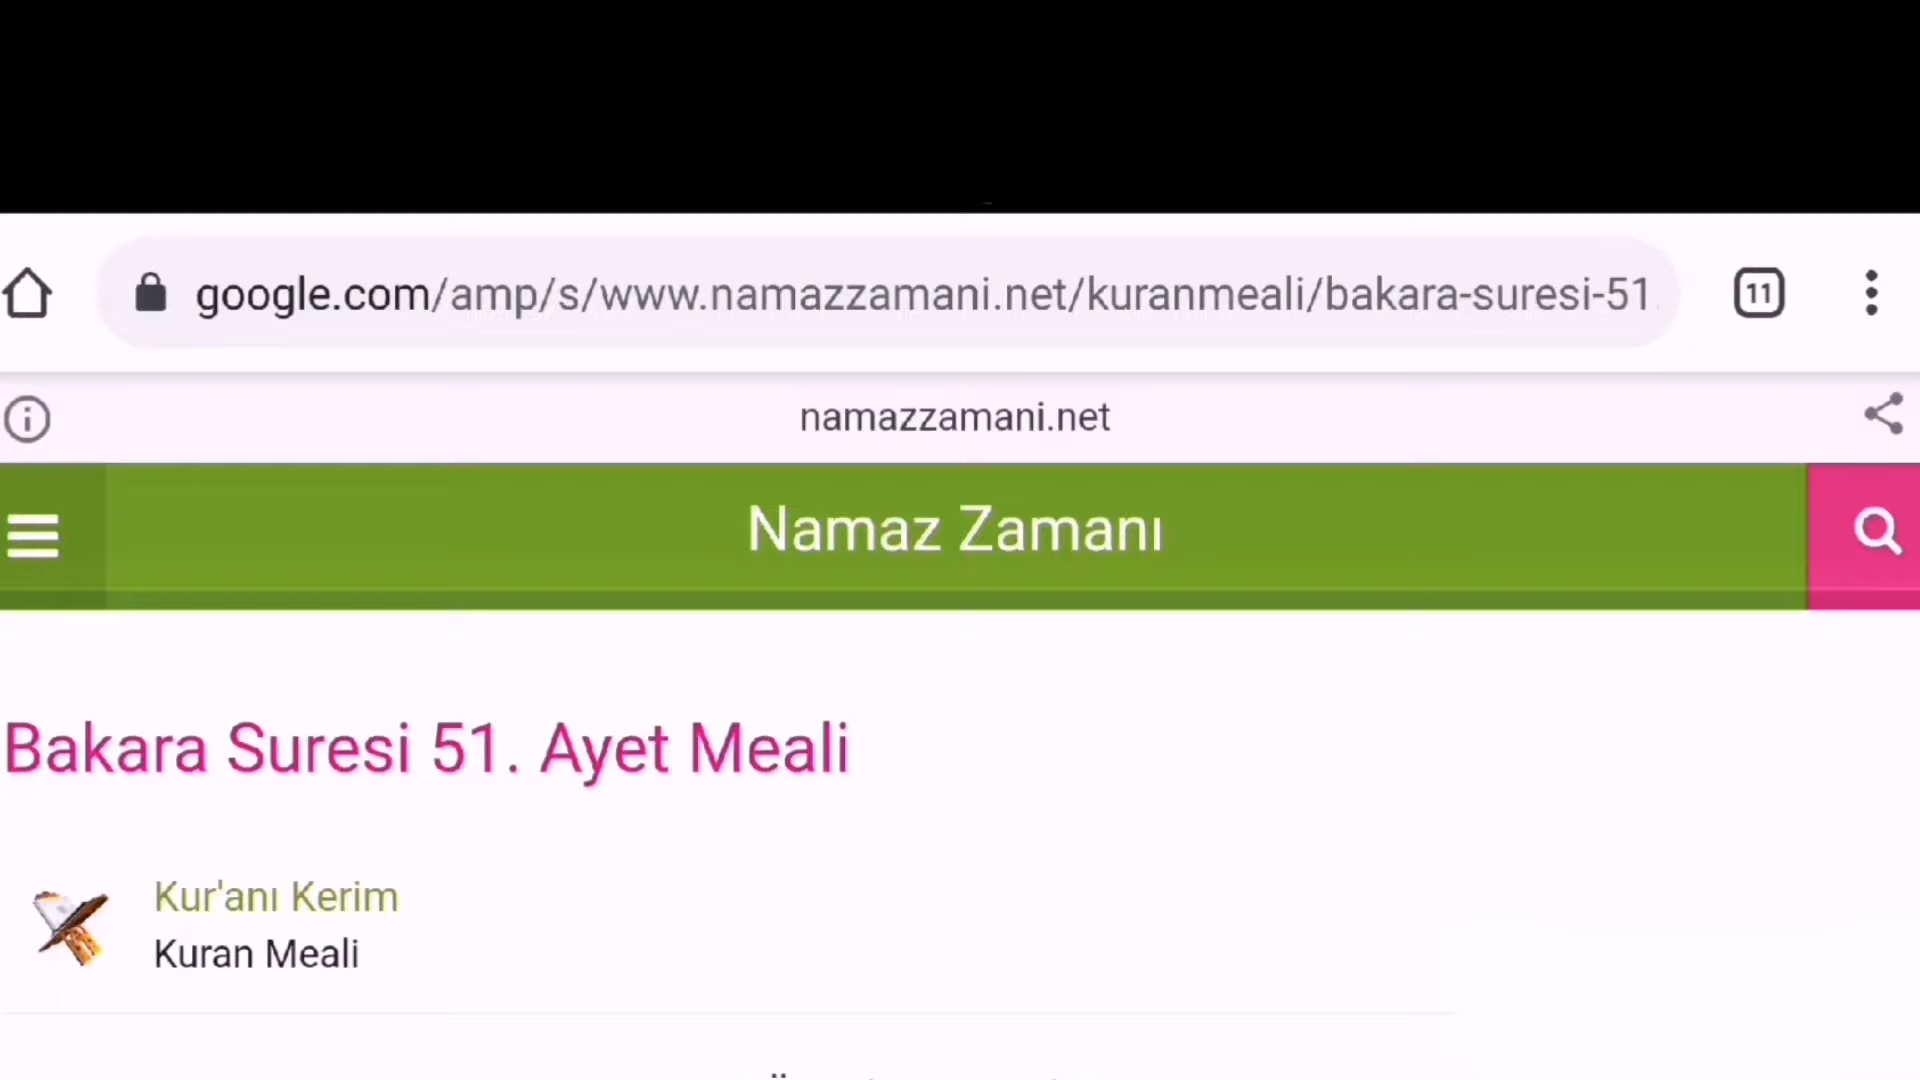 google.com/amp/s/www.namazzamani.net/kuranmeali/bakara-suresi-51.
11
namazzamani.net
Namaz Zamanı
Bakara Suresi 51. Ayet Meali
Kur'anı Kerim
Kuran Meali